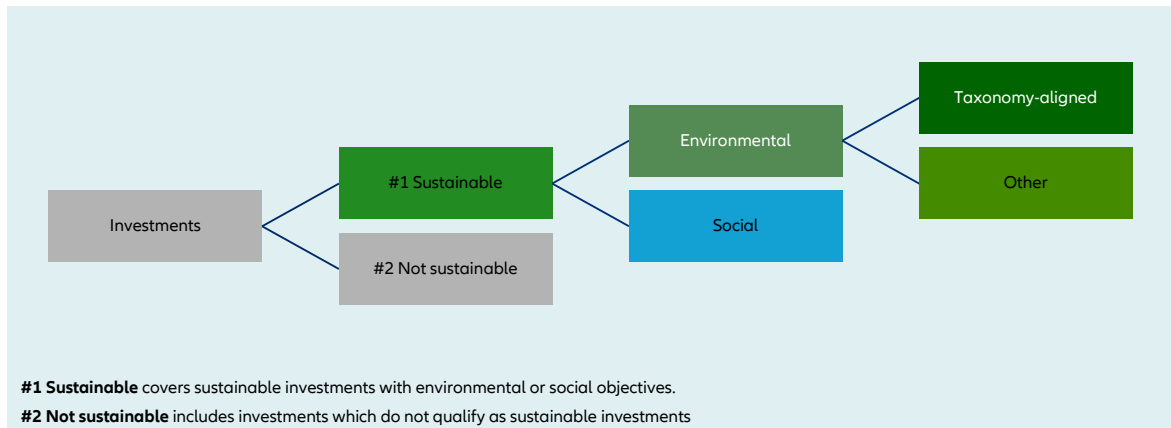 Taxonomy-aligned
Environmental
#1 Sustainable
Other
Investments
Social
#2 Not sustainable
#1 Sustainable covers sustainable investments with environmental or social objectives.
#2 Not sustainable includes investments which do not qualify as sustainable investments